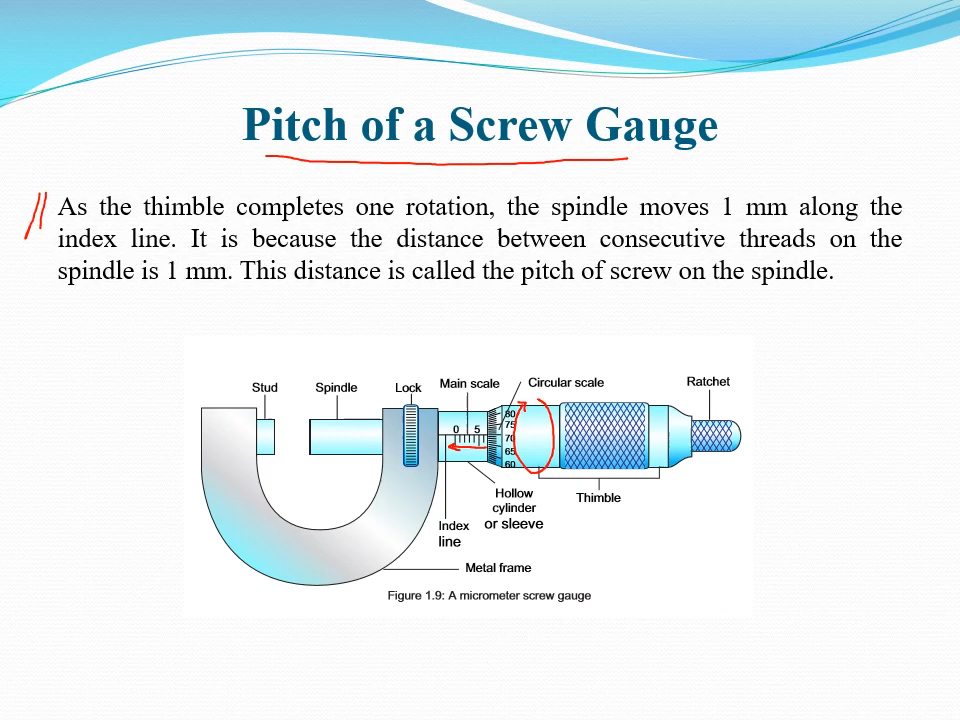 Pitch of a Screw Gauge
As the thimble completes one rotation, the spindle moves 1 mm along the
index line. It is because the distance between consecutive threads on the
spindle is 1 mm. This distance is called the pitch of screw on the spindle.
Stud
Spindle
Lock
Main scale
Circular scale
Ratchet
0 5
80
75
70
65
60
Thimble
Hollow
cylinder
or sleeve
Index
line
Metal frame
Figure 1.9: A micrometer screw gauge